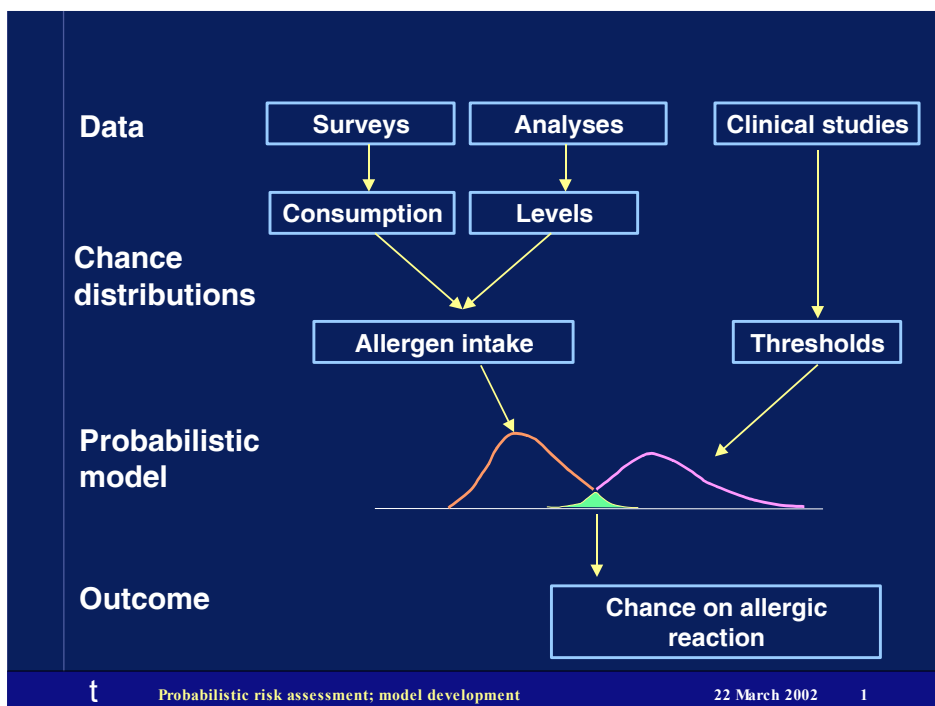 Data
Surveys
Analyses
Clinical studies
Consumption
Levels
Chance
distributions
Allergen intake
Thresholds
Probabilistic
model
Outcome
Chance on allergic
reaction
t
Probabilistic risk assessment; model development
22 March 2002
1